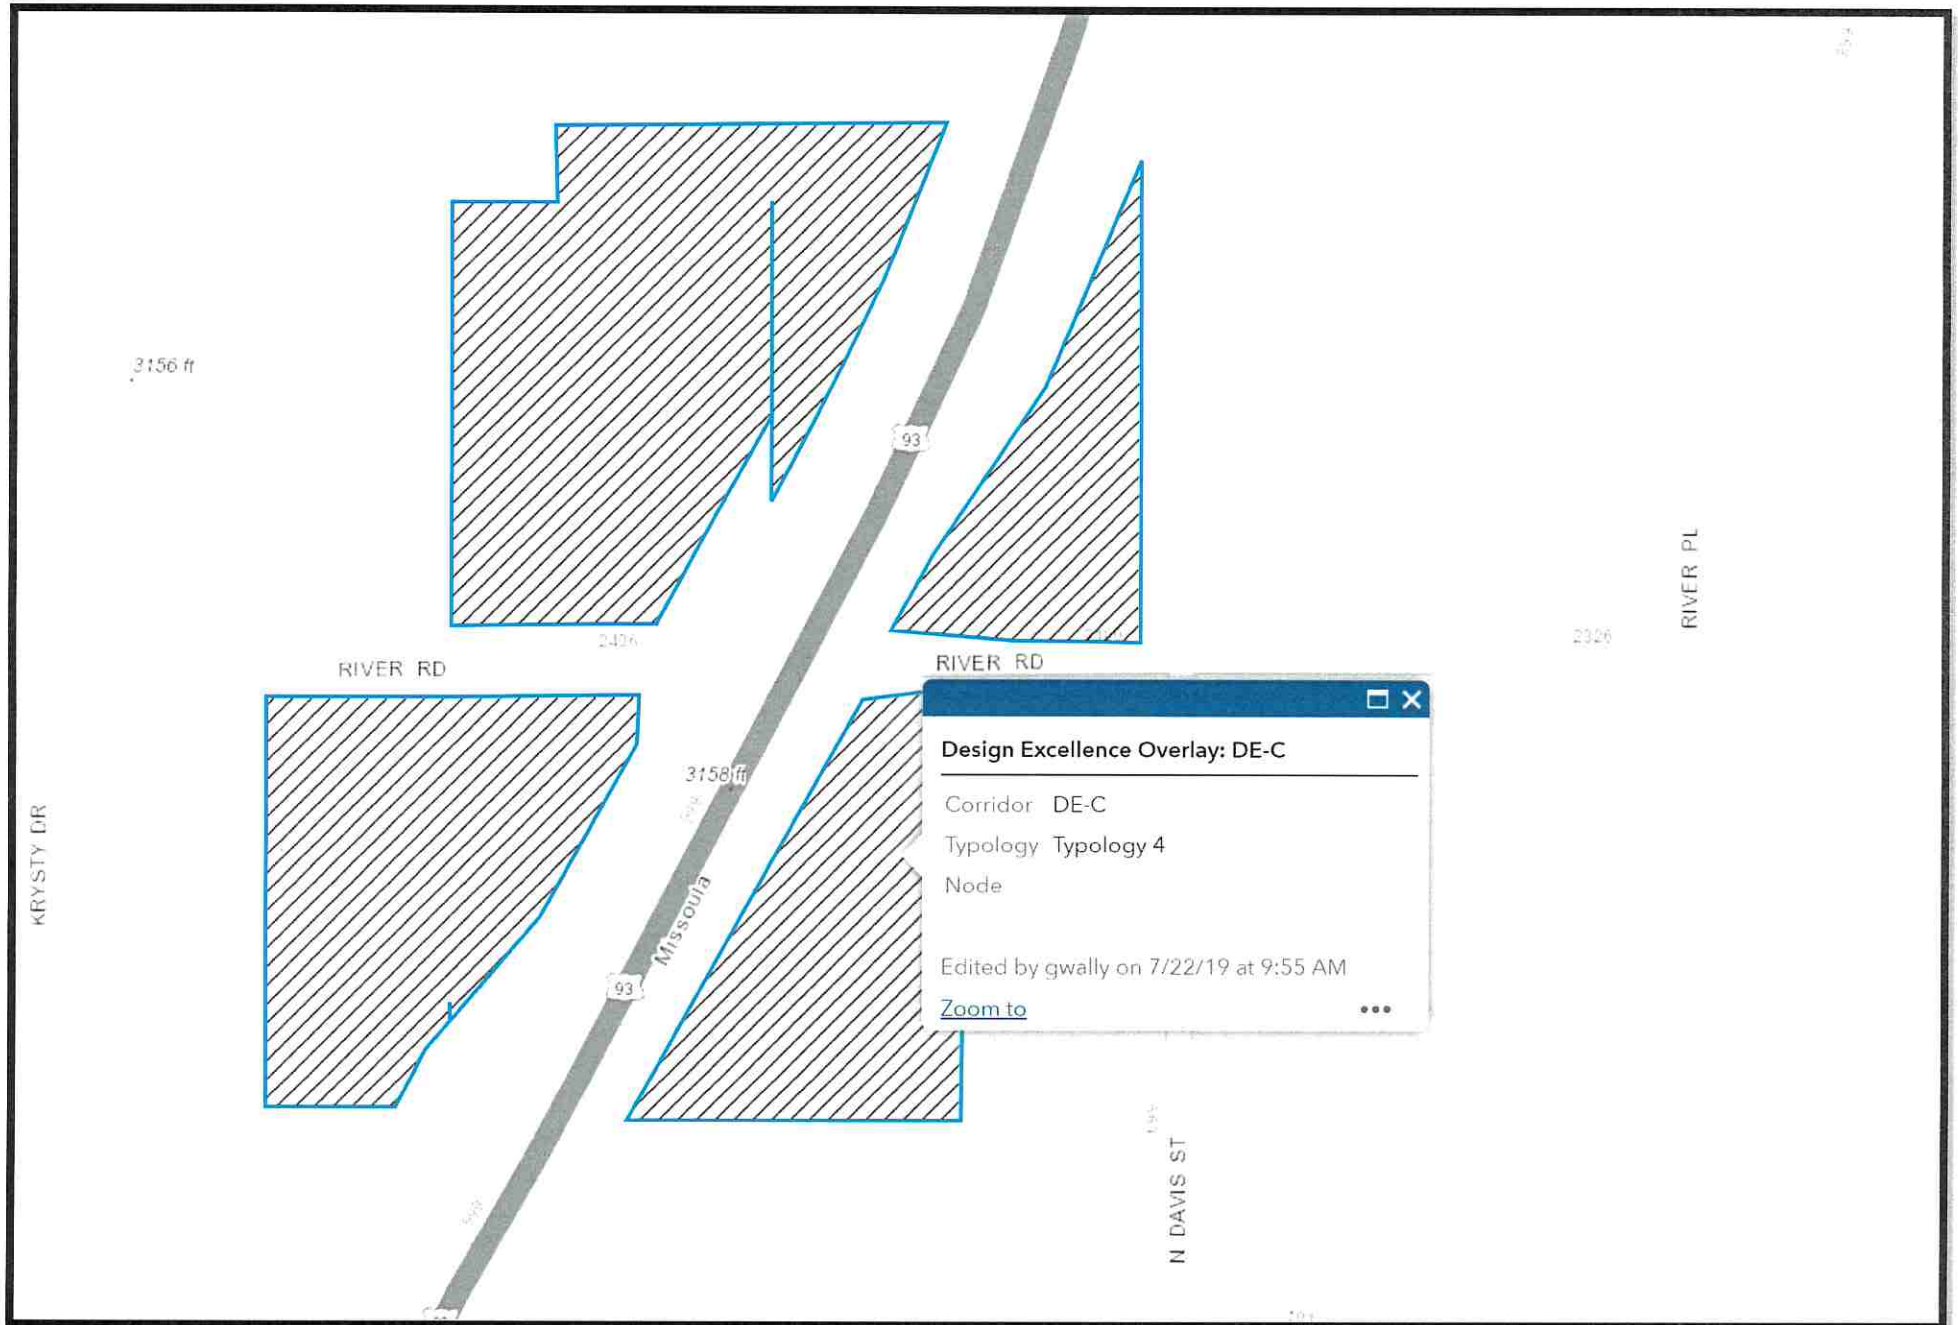 3156 ft
93
RIVER PL
2426
2326
RIVER RD
RIVER RD
Design Excellence Overlay: DE-C
Corridor DE-C
Typology Typology 4
Node
3158 ft
KRYSTY DR
Missoula
Edited by gwally on 7/22/19 at 9:55 AM
93
Zoom to
N DAVIS ST